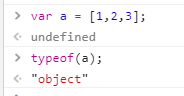 > var a = [1,2,3];
< undefined
> typeof(a);
< "object"